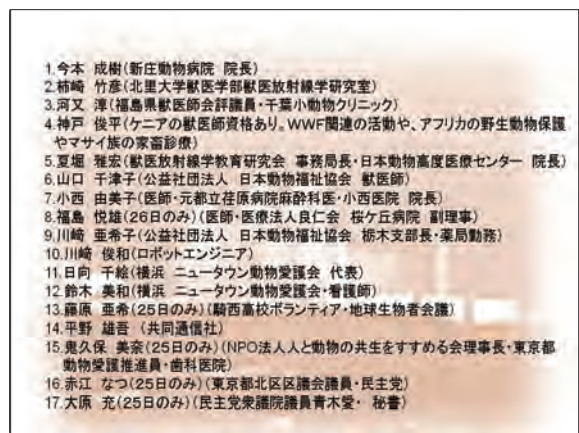 1.今本 成樹(新庄動物病院 院長)
2.柿崎 竹彦(北里大学獣医学部獣医放射線学研究室)
3.河又 淳(福島県獣医師会評議員・千葉小動物クリニック)
4.神戸 俊平(ケニアの獣医師資格あり。WWF関連の活動や、アフリカの野生動物保護
やマサイ族の家畜診療)
5.夏堀 雅宏(獣医放射線学教育研究会 事務局長・日本動物高度医療センター 院長)
6.山口 千津子(公益社団法人 日本動物福祉協会 獣医師)
7.小西 由美子(医師・元都立荏原病院麻酔科医・小西医院 院長)
8.福島 悦雄(26日のみ)(医師・医療法人良仁会 桜ケ丘病院 副理事)
9.川崎 亜希子(公益社団法人 日本動物福祉協会 栃木支部長・薬局勤務)
10.川崎 俊和(ロボットエンジニア)
11.日向 千絵(横浜 ニュータウン動物愛護会 代表)
12.鈴木 美和(横浜 ニュータウン動物愛護会・看護師)
13.藤原 亜希(25日のみ)(騎西高校ボランティア・地球生物会議)
14.平野 雄吾 (共同通信社)
15.鬼久保 美奈(25日のみ)(NPO法人人と動物の共生をすすめる会理事長・東京都
動物愛護推進員・歯科医院)
16.赤江 なつ(25日のみ)(東京都北区区議会議員・民主党)
17.大原 充(25日のみ)(民主党衆議院議員青木愛・ 秘書)